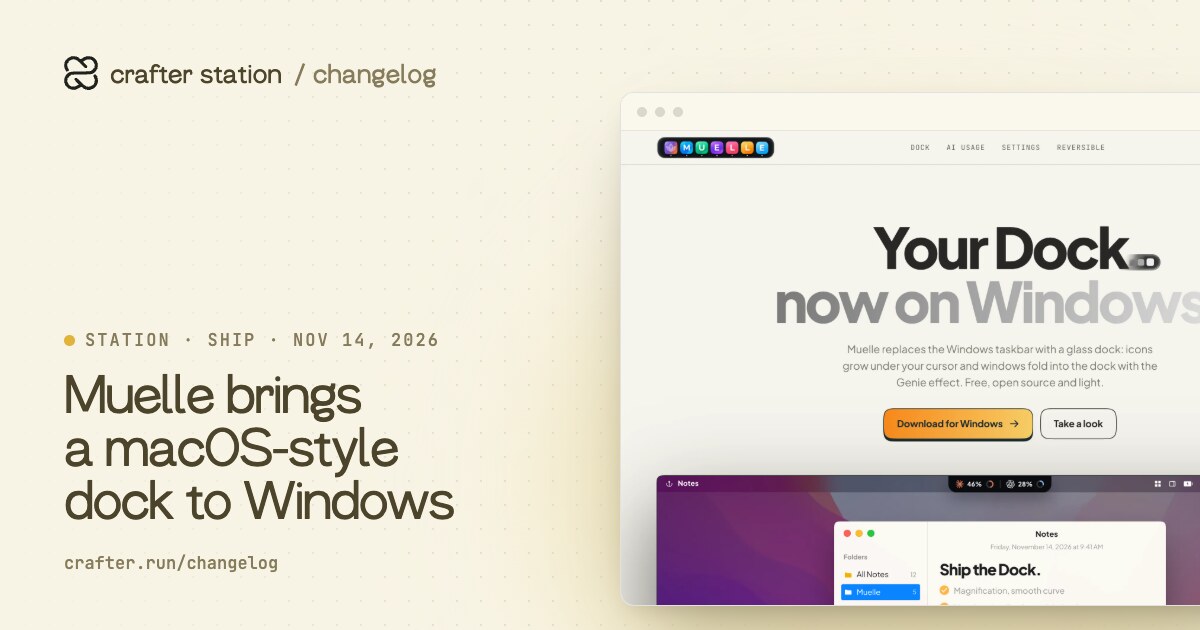 crafter station / changelog
STATION · SHIP · NOV 14, 2026
Muelle brings
a macOS-style
dock to Windows
crafter.run/changelog
MUELLE
DOCK AI USAGE SETTINGS REVERSIBLE
Your Dock
now on Windows
Muelle replaces the Windows taskbar with a glass dock: icons
grow under your cursor and windows fold into the dock with the
Genie effect. Free, open source and light.
Download for Windows → Take a look
Notes 46% 28%
Notes
Friday, November 14, 2026 at 9:41 AM
Folders
All Notes 12
Muelle 5
Ship the Dock.
Magnification, smooth curve